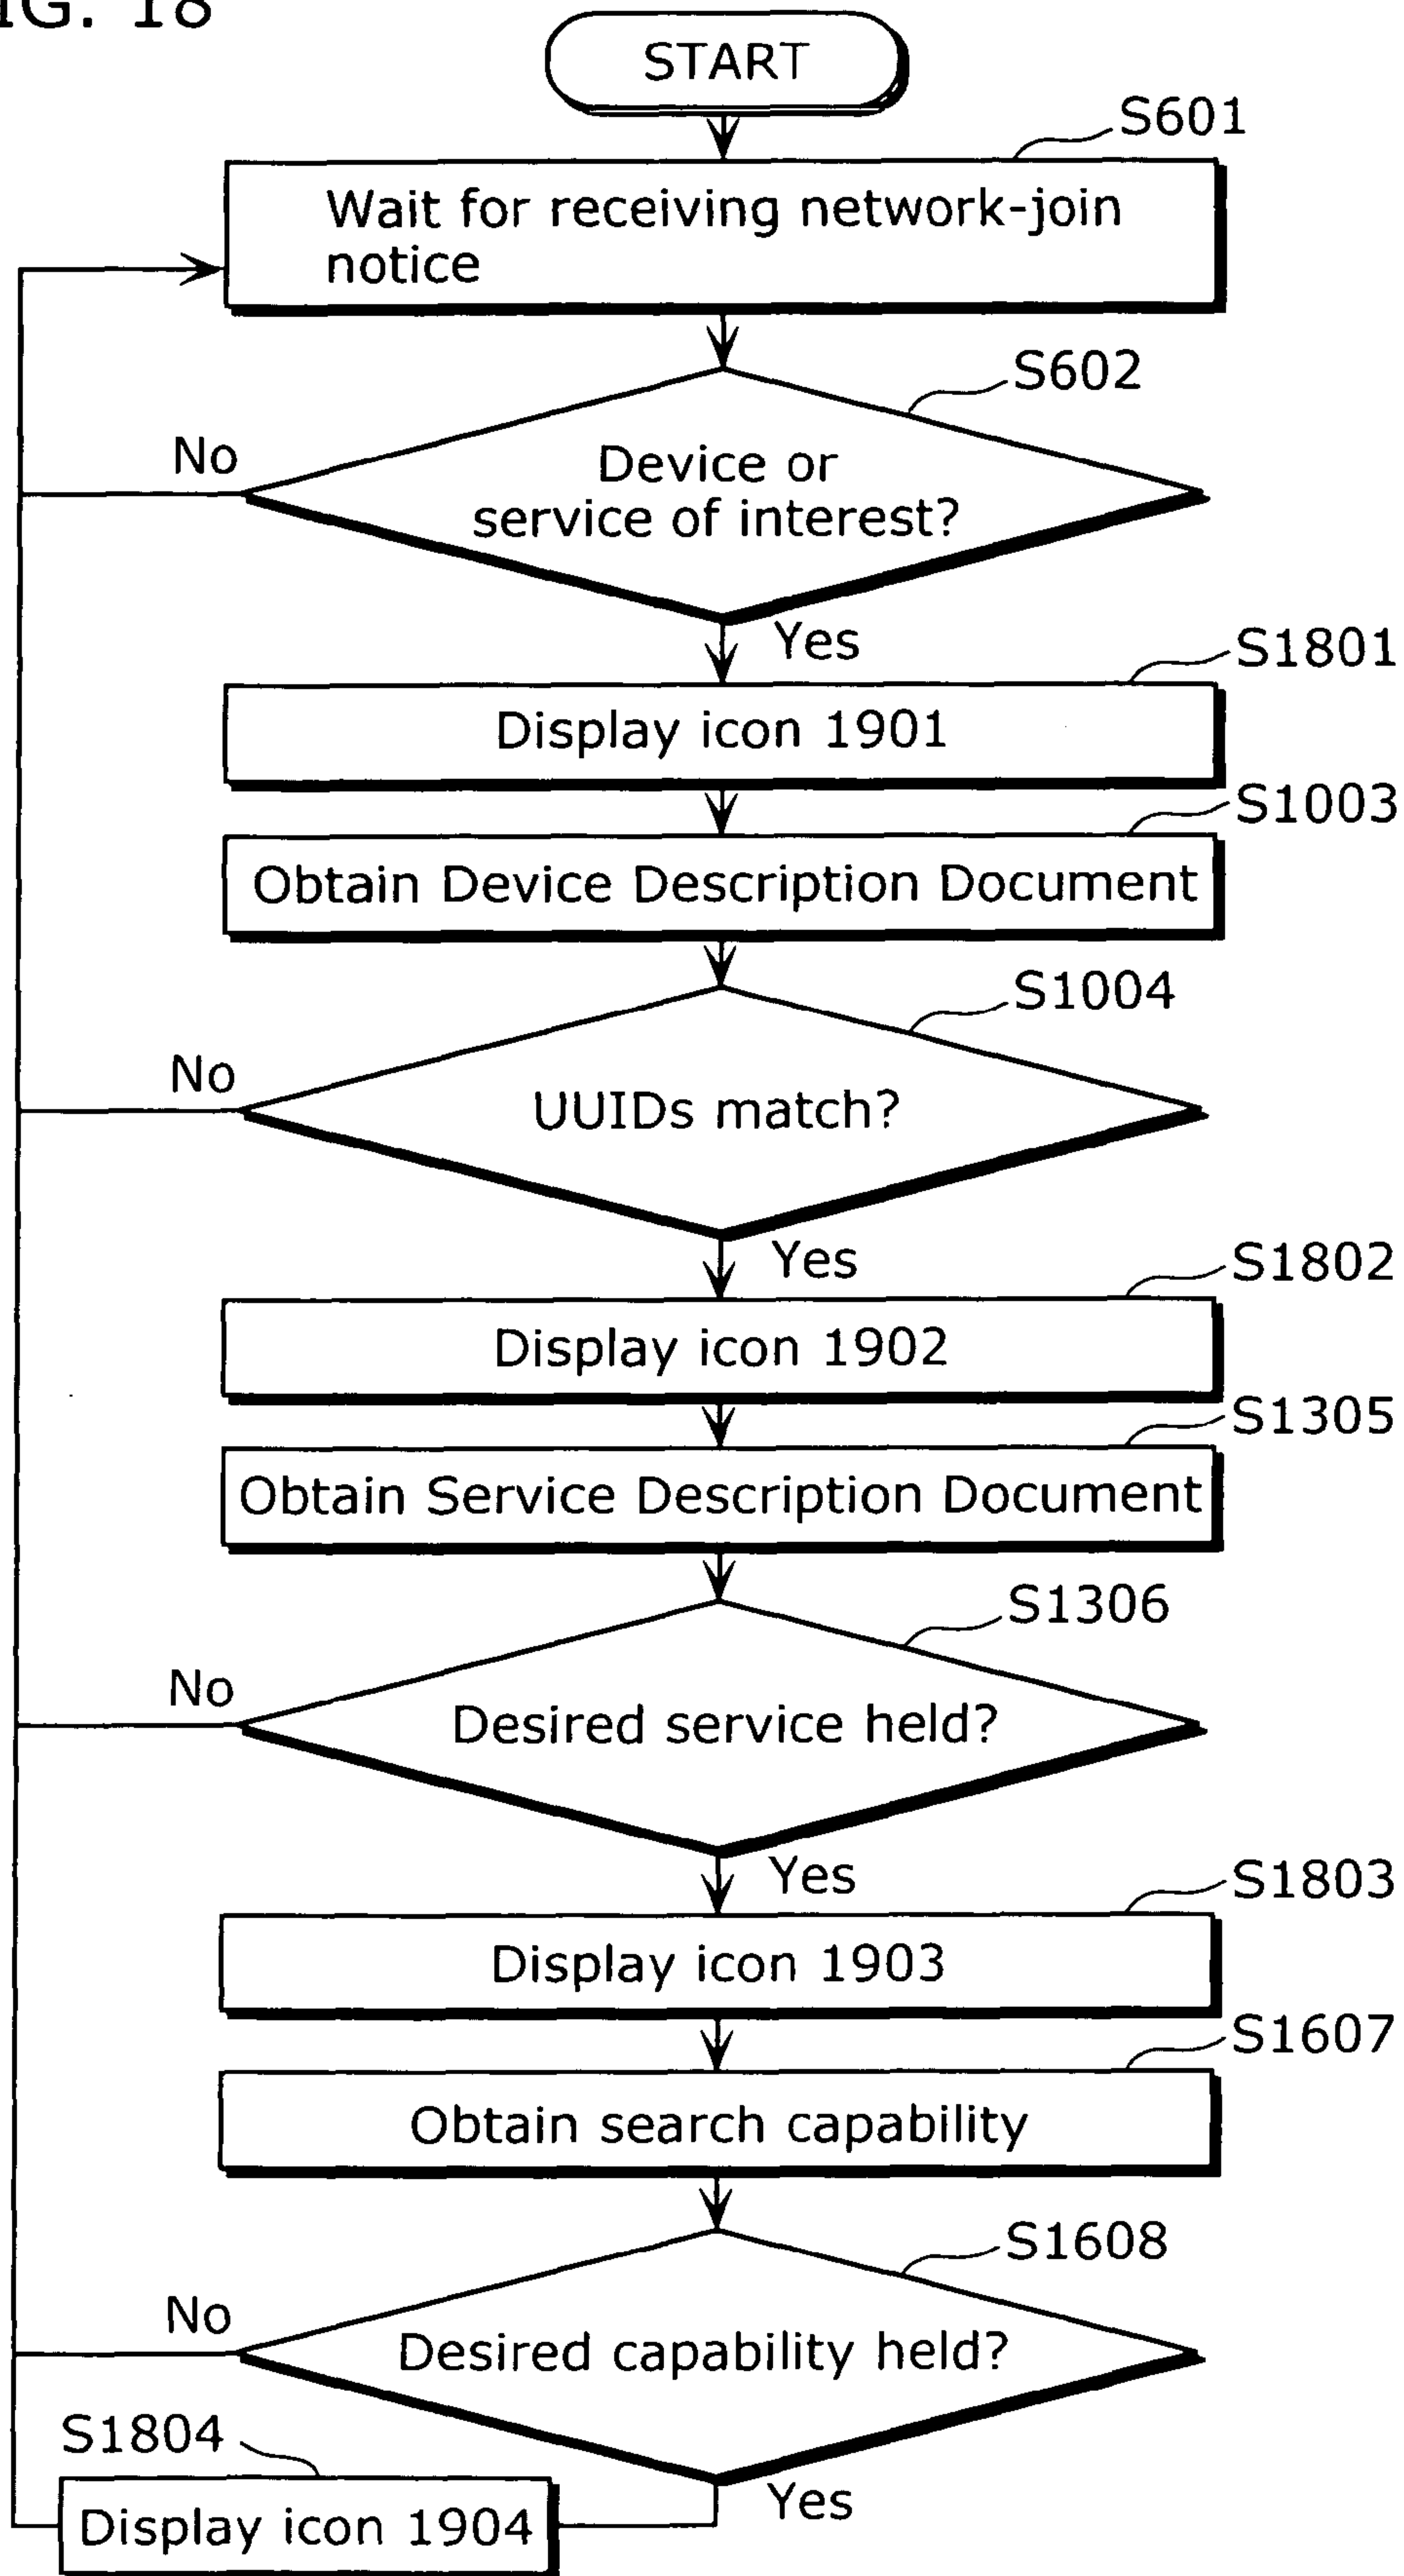 IG. 18
START
S601
Wait for receiving network-join
notice
S602
No
Device or
service of interest?
Yes
S1801
Display icon 1901
S1003
Obtain Device Description Document
S1004
No
UUIDs match?
Yes
S1802
Display icon 1902
S1305
Obtain Service Description Document
S1306
No
Desired service held?
Yes
S1803
Display icon 1903
S1607
Obtain search capability
S1608
No
Desired capability held?
S1804
Yes
Display icon 1904